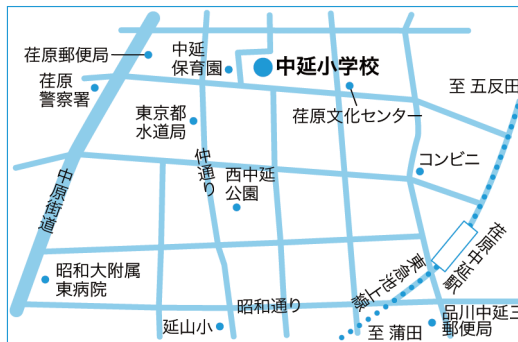 荏原郵便局
中延
保育園
中延小学校
荏原
警察署
至 五反田
東京都
水道局
荏原文化センター
コンビニ
仲通り
西中延
公園
中原街道
荏原中延駅
東急池上線
昭和大附属
東病院
昭和通り
延山小
至 蒲田
品川中延三
郵便局